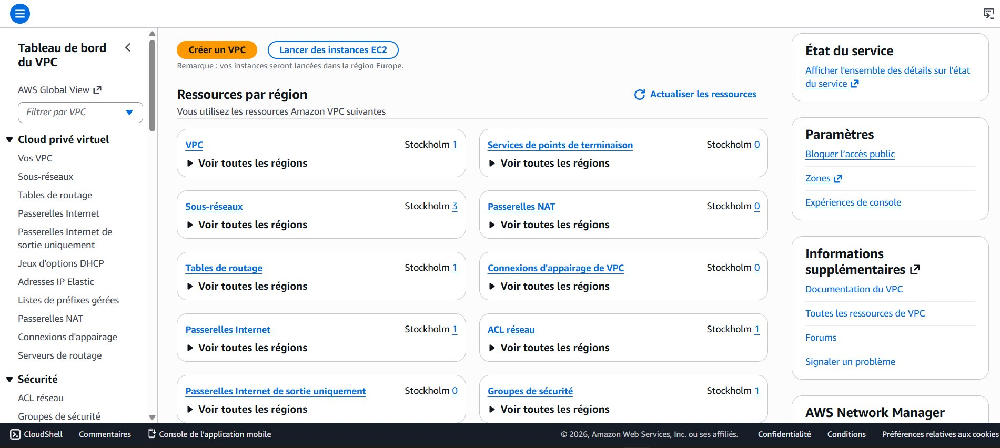 Tableau de bord
du VPC
AWS Global View
Filtrer par VPC
Cloud privé virtuel
Vos VPC
Sous-réseaux
Tables de routage
Passerelles Internet
Passerelles Internet de
sortie uniquement
Jeux d'options DHCP
Adresses IP Elastic
Listes de préfixes gérées
Passerelles NAT
Connexions d'appairage
Serveurs de routage
Sécurité
ACL réseau
Groupes de sécurité
Créer un VPC
Lancer des instances EC2
Remarque : vos instances seront lancées dans la région Europe.
Ressources par région
Actualiser les ressources
Vous utilisez les ressources Amazon VPC suivantes
VPC Stockholm 1
Voir toutes les régions
Services de points de terminaison Stockholm 0
Voir toutes les régions
Sous-réseaux Stockholm 3
Voir toutes les régions
Passerelles NAT Stockholm 0
Voir toutes les régions
Tables de routage Stockholm 1
Voir toutes les régions
Connexions d'appairage de VPC Stockholm 0
Voir toutes les régions
Passerelles Internet Stockholm 1
Voir toutes les régions
ACL réseau Stockholm 1
Voir toutes les régions
Passerelles Internet de sortie uniquement Stockholm 0
Voir toutes les régions
Groupes de sécurité Stockholm 1
Voir toutes les régions
État du service
Afficher l'ensemble des détails sur l'état
du service
Paramètres
Bloquer l’accès public
Zones
Expériences de console
Informations
supplémentaires
Documentation du VPC
Toutes les ressources de VPC
Forums
Signaler un problème
AWS Network Manager
CloudShell
Commentaires
Console de l’application mobile
© 2026, Amazon Web Services, Inc. ou ses affiliés.
Confidentialité
Conditions
Préférences relatives aux cookies